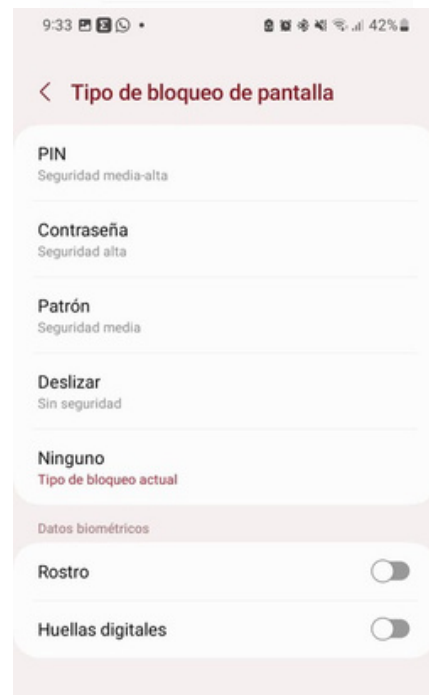 9:33
42%
Tipo de bloqueo de pantalla
PIN
Seguridad media-alta
Contraseña
Seguridad alta
Patrón
Seguridad media
Deslizar
Sin seguridad
Ninguno
Tipo de bloqueo actual
Datos biométricos
Rostro
Huellas digitales